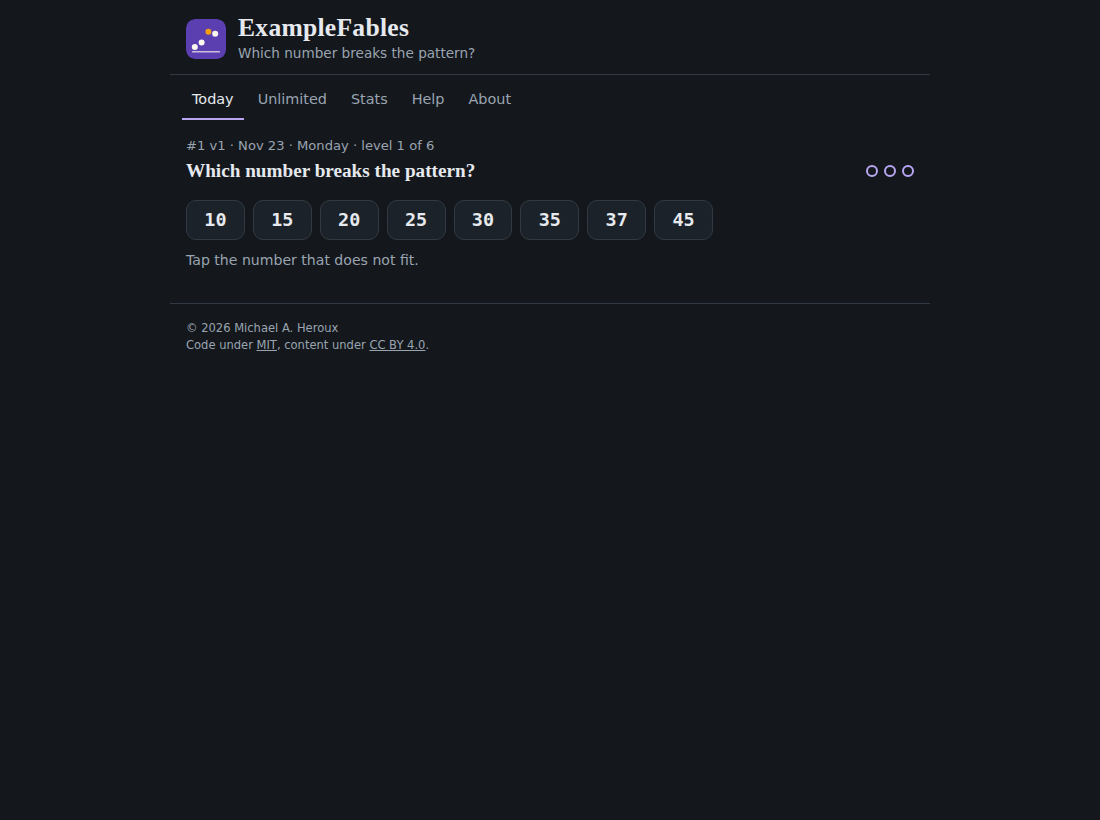 ExampleFables
Which number breaks the pattern?
Today Unlimited Stats Help About
#1 v1 · Nov 23 · Monday · level 1 of 6
Which number breaks the pattern?
10 15 20 25 30 35 37 45
Tap the number that does not fit.
© 2026 Michael A. Heroux
Code under MIT, content under CC BY 4.0.